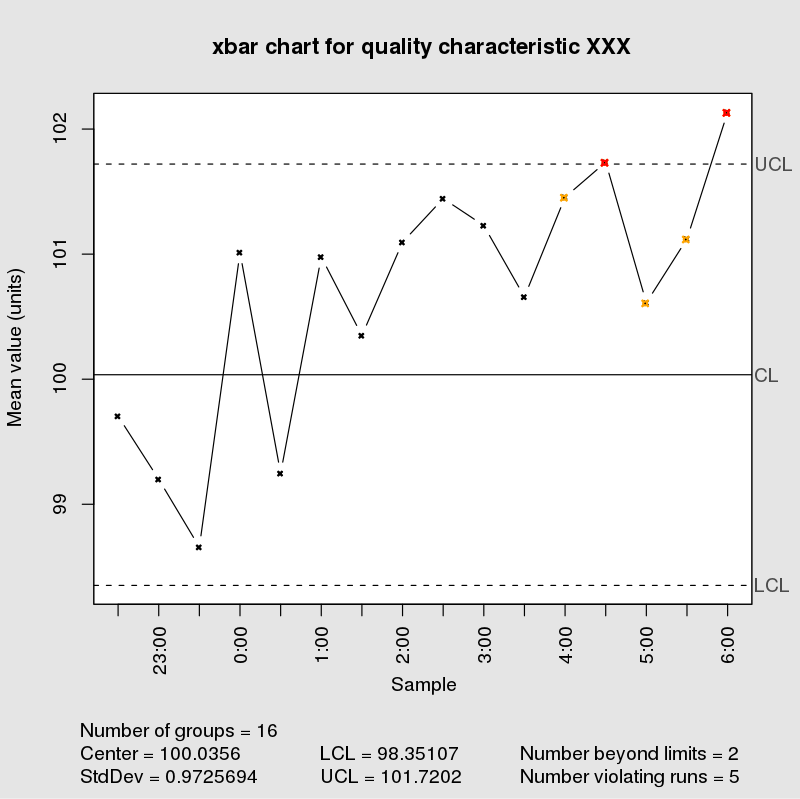 xbar chart for quality characteristic XXX
Mean value (units)
102
101
100
99
UCL
CL
LCL
23:00
0:00
1:00
2:00
3:00
4:00
5:00
6:00
Sample
Number of groups = 16
Center = 100.0356
LCL = 98.35107
Number beyond limits = 2
StdDev = 0.9725694
UCL = 101.7202
Number violating runs = 5